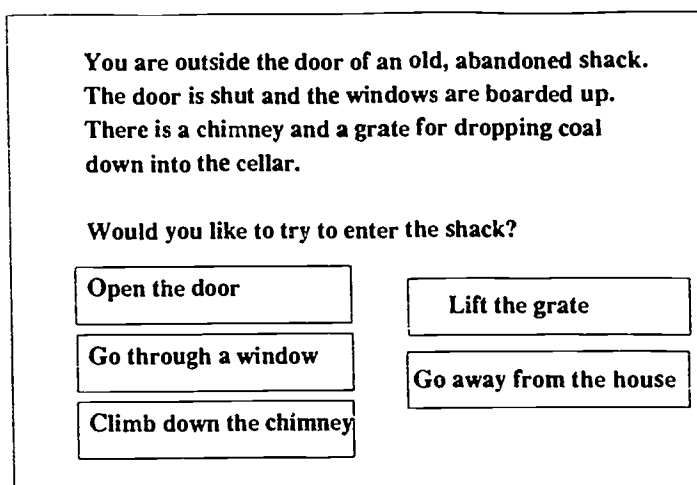 You are outside the door of an old, abandoned shack.
The door is shut and the windows are boarded up.
There is a chimney and a grate for dropping coal
down into the cellar.
Would you like to try to enter the shack?
Open the door
Go through a window
Climb down the chimney
Lift the grate
Go away from the house